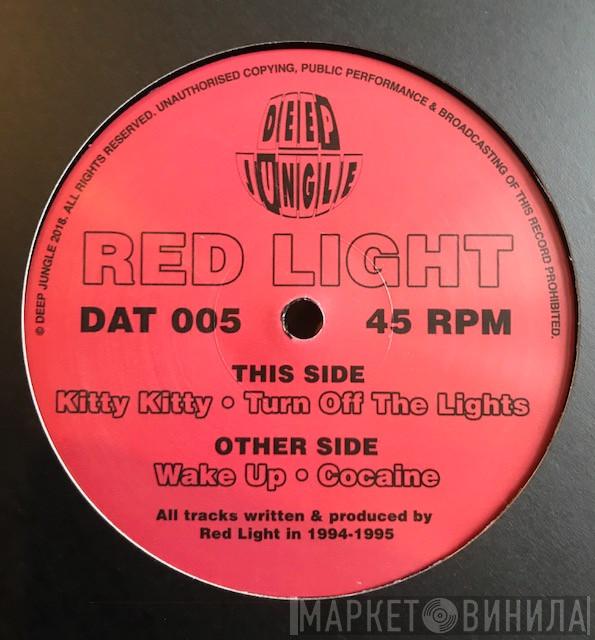 © DEEP JUNGLE 2018. ALL RIGHTS RESERVED. UNAUTHORISED COPYING, PUBLIC PERFORMANCE & BROADCASTING OF THIS RECORD PROHIBITED.
DEEP
JUNGLE
RED LIGHT
DAT 005 45 RPM
THIS SIDE
Kitty Kitty • Turn Off The Lights
OTHER SIDE
Wake Up • Cocaine
All tracks written & produced by
Red Light in 1994-1995
МАРКЕТ ВИНИЛА